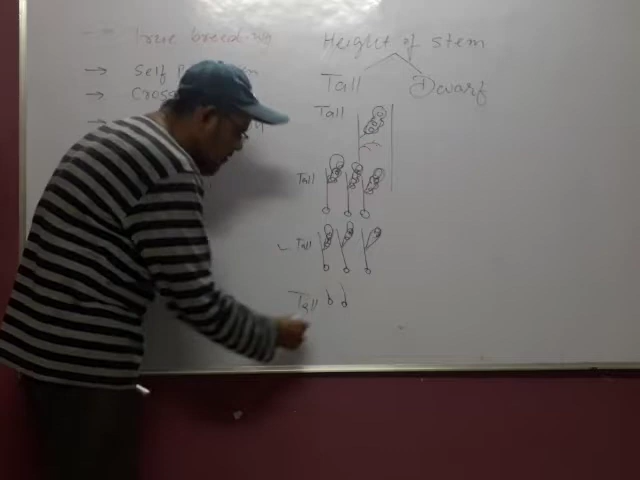 True breeding
Height of stem
→ Self
Tall Dwarf
→ Cross
Tall
→
Tall
Tall
Tall